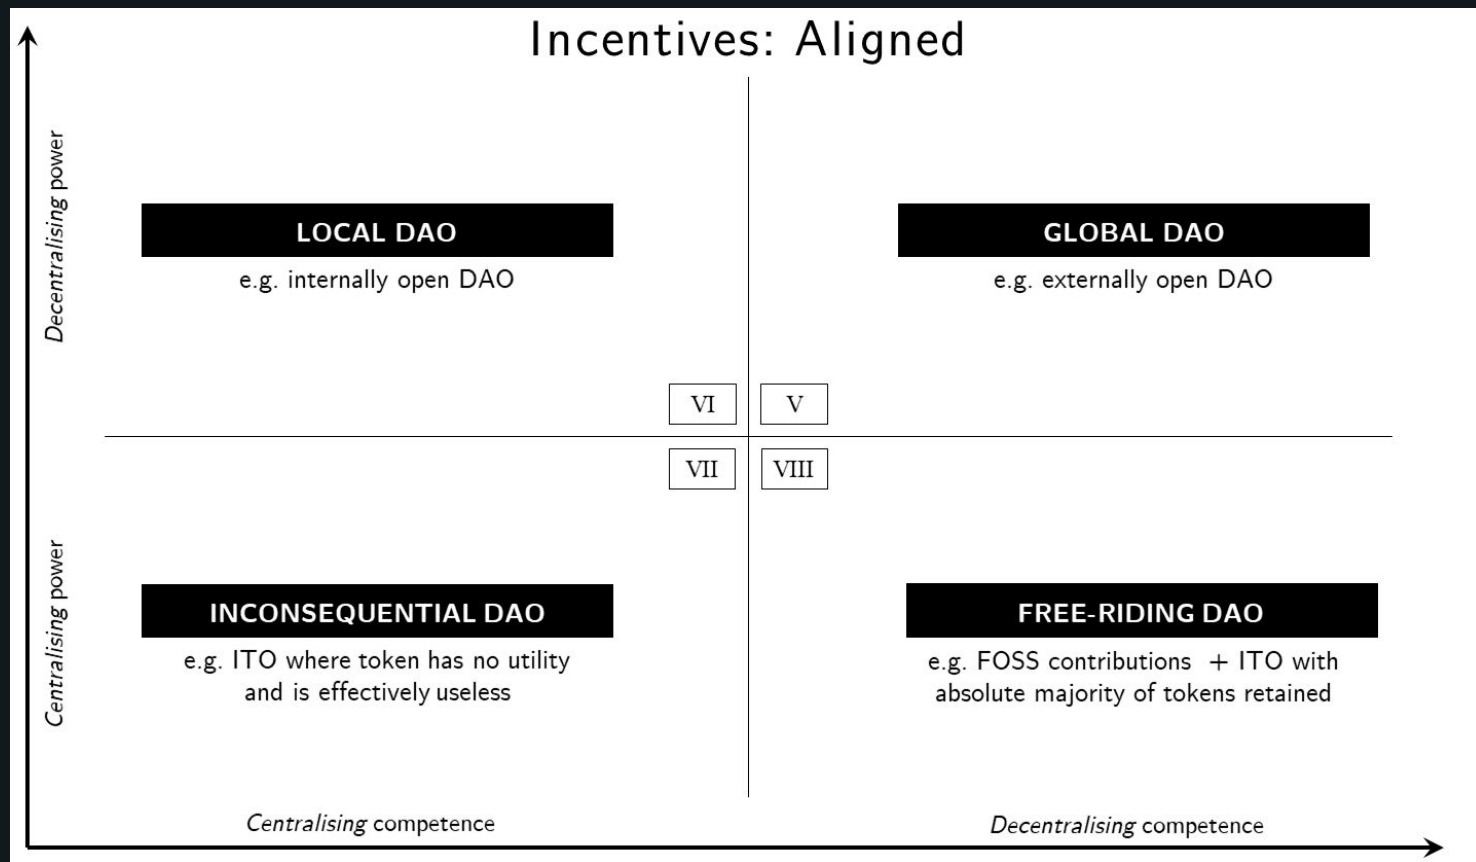 Incentives: Aligned
Decentralising power
LOCAL DAO
e.g. internally open DAO
GLOBAL DAO
e.g. externally open DAO
VI
V
VII
VIII
Centralising power
INCONSEQUENTIAL DAO
e.g. ITO where token has no utility
and is effectively useless
FREE-RIDING DAO
e.g. FOSS contributions + ITO with
absolute majority of tokens retained
Centralising competence
Decentralising competence